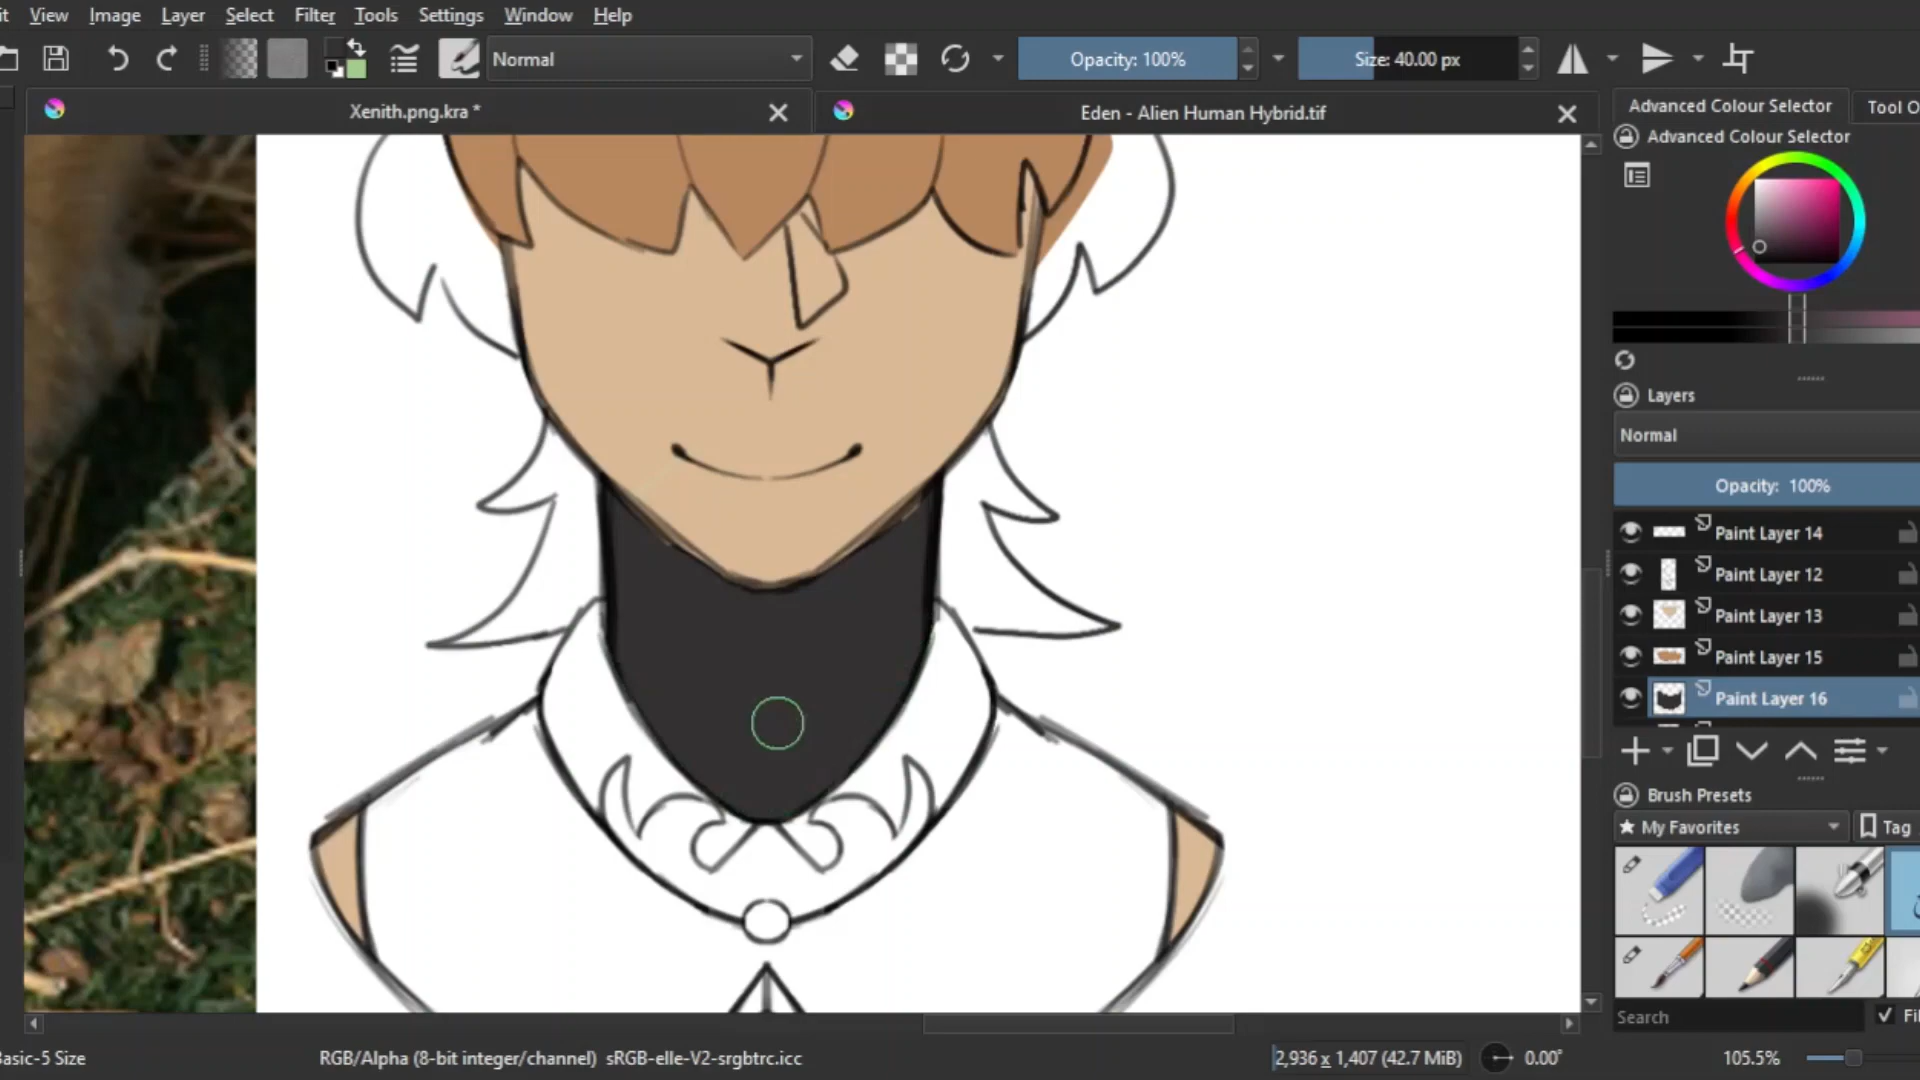 it View Image Layer Select Filter Tools Settings Window Help
Normal Opacity: 100% Size: 40.00 px
Xenith.png.kra * Eden - Alien Human Hybrid.tif
Advanced Colour Selector Tool O
Advanced Colour Selector
Layers
Normal
Opacity: 100%
Paint Layer 14
Paint Layer 12
Paint Layer 13
Paint Layer 15
Paint Layer 16
Brush Presets
My Favorites Tag
Search Fil
Basic-5 Size RGB/Alpha (8-bit integer/channel) sRGB-elle-V2-srgbtrc.icc 2,936 x 1,407 (42.7 MiB) 0.00° 105.5%